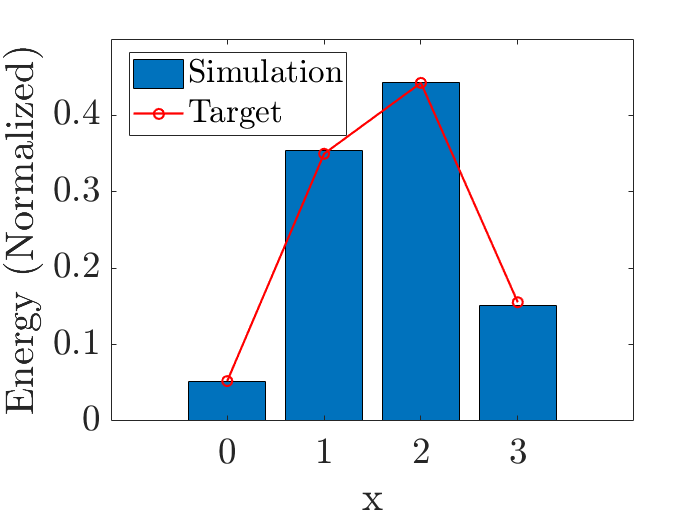 Simulation
Target
Energy (Normalized)
0.4
0.3
0.2
0.1
0
0 1 2 3
x